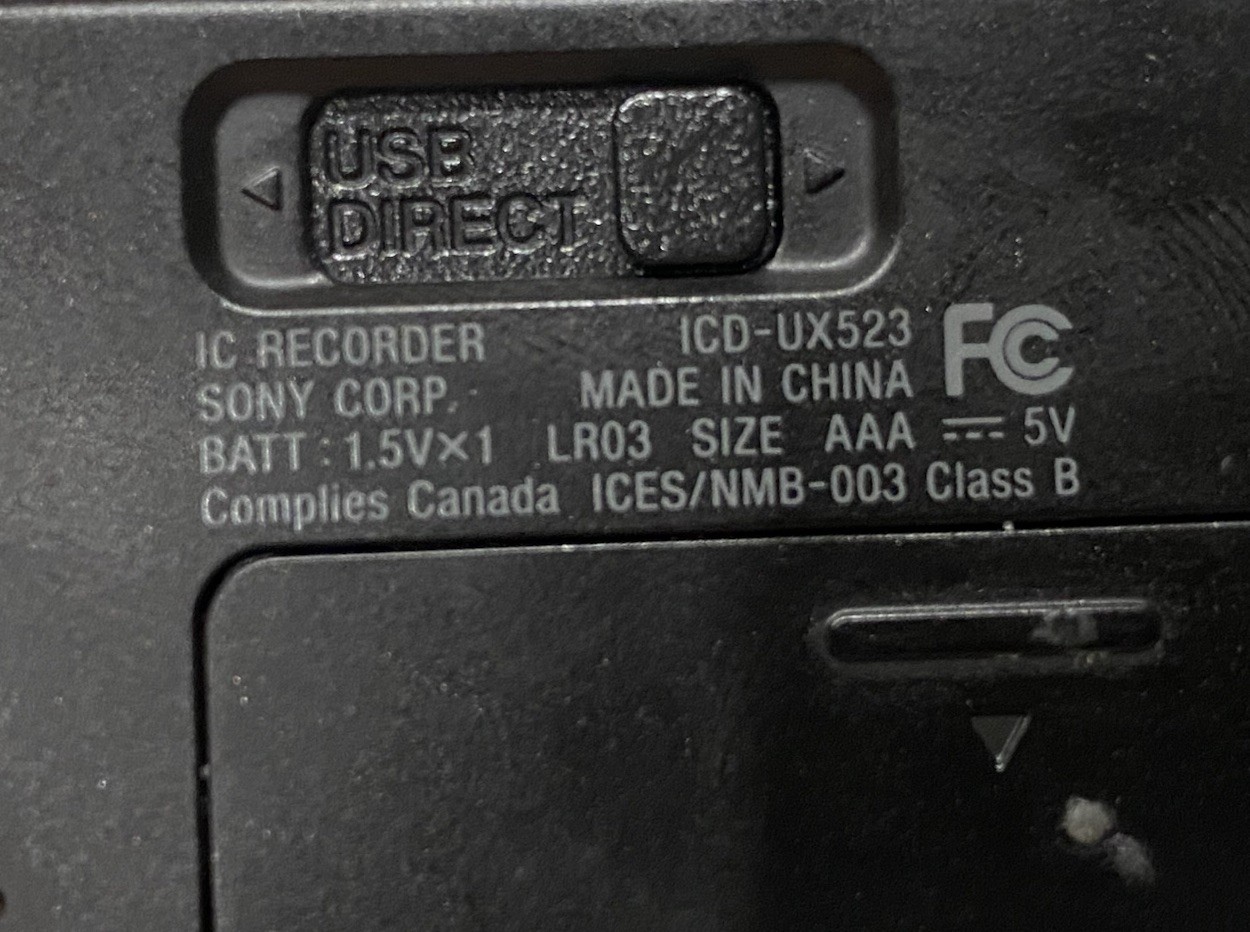 USB
DIRECT
IC RECORDER ICD-UX523 FC
SONY CORP. MADE IN CHINA
BATT : 1.5V×1 LR03 SIZE AAA ⎓ 5V
Complies Canada ICES/NMB-003 Class B